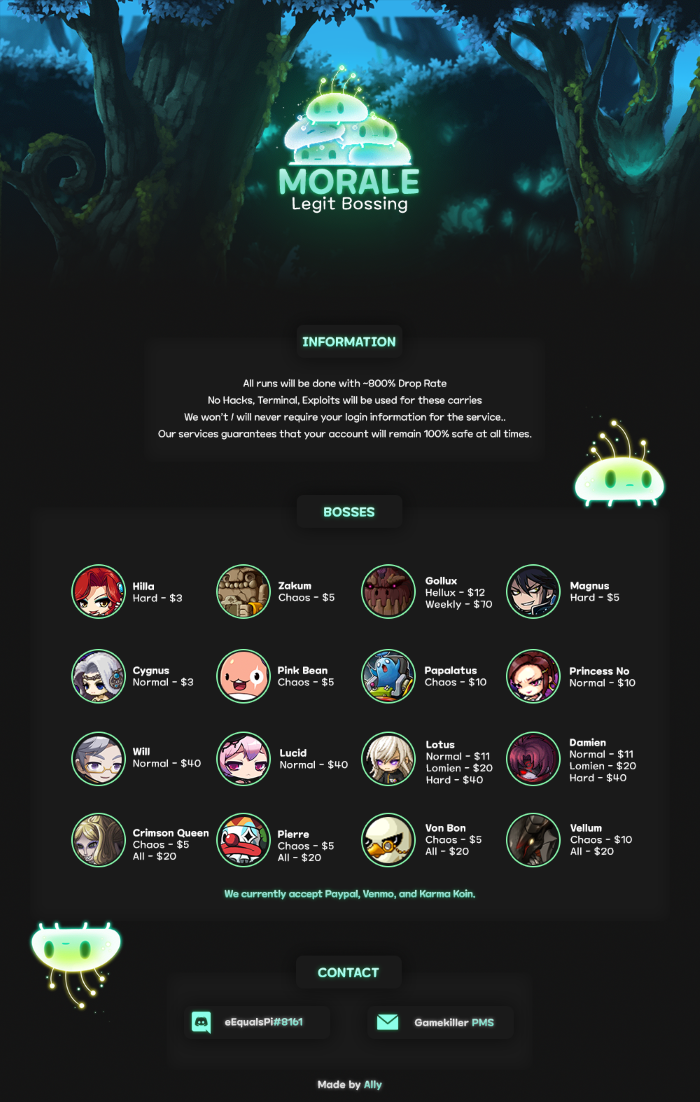 MORALE
Legit Bossing
INFORMATION
All runs will be done with ~800% Drop Rate
No Hacks, Terminal, Exploits will be used for these carries
We won't / will never require your login information for the service..
Our services guarantees that your account will remain 100% safe at all times.
BOSSES
Hilla
Hard - $3
Zakum
Chaos - $5
Gollux
Hellux - $12
Weekly - $70
Magnus
Hard - $5
Cygnus
Normal - $3
Pink Bean
Chaos - $5
Papalatus
Chaos - $10
Princess No
Normal - $10
Will
Normal - $40
Lucid
Normal - $40
Lotus
Normal - $11
Lomien - $20
Hard - $40
Damien
Normal - $11
Lomien - $20
Hard - $40
Crimson Queen
Chaos - $5
All - $20
Pierre
Chaos - $5
All - $20
Von Bon
Chaos - $5
All - $20
Vellum
Chaos - $10
All - $20
We currently accept Paypal, Venmo, and Karma Koin.
CONTACT
eEqualsPi#8161
Gamekiller PMS
Made by Ally